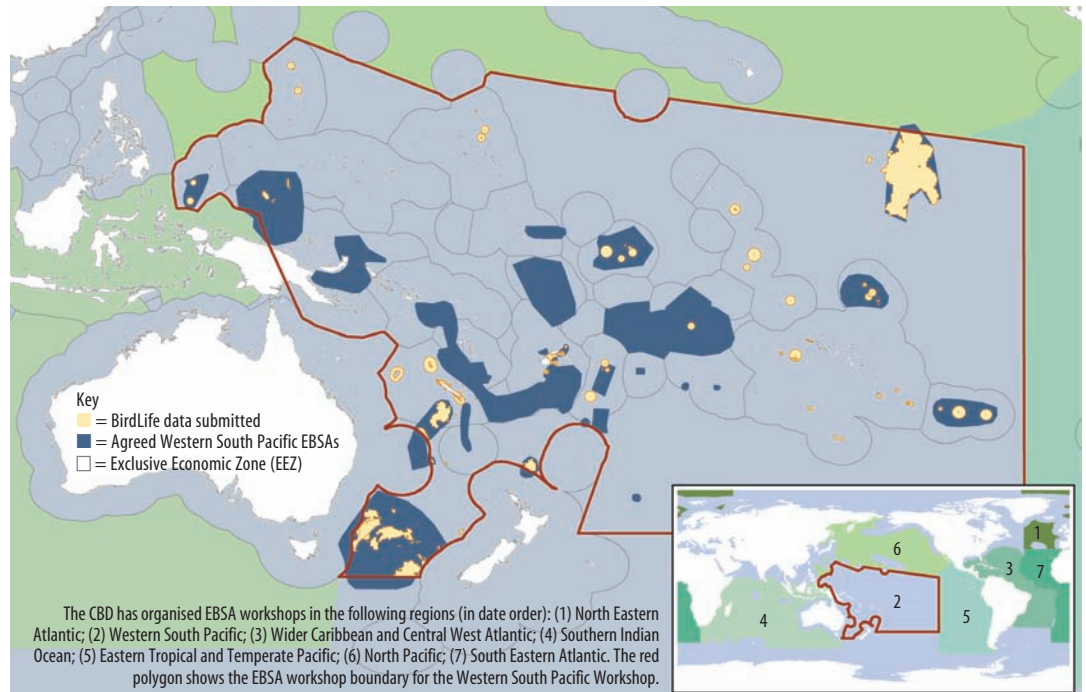 Key
= BirdLife data submitted
= Agreed Western South Pacific EBSAs
= Exclusive Economic Zone (EEZ)
The CBD has organised EBSA workshops in the following regions (in date order): (1) North Eastern
Atlantic; (2) Western South Pacific; (3) Wider Caribbean and Central West Atlantic; (4) Southern Indian
Ocean; (5) Eastern Tropical and Temperate Pacific; (6) North Pacific; (7) South Eastern Atlantic. The red
polygon shows the EBSA workshop boundary for the Western South Pacific Workshop.
1
6
3
7
2
4
5